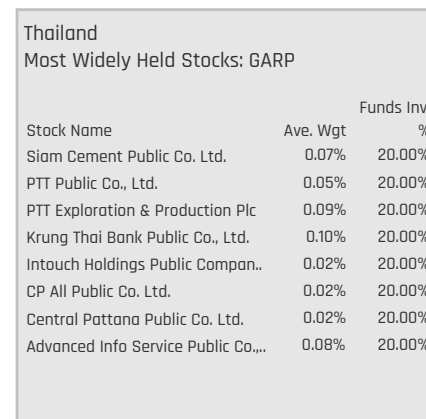 Thailand
Most Widely Held Stocks: GARP
Funds Inv
Stock Name Ave. Wgt %
Siam Cement Public Co. Ltd. 0.07% 20.00%
PTT Public Co., Ltd. 0.05% 20.00%
PTT Exploration & Production Plc 0.09% 20.00%
Krung Thai Bank Public Co., Ltd. 0.10% 20.00%
Intouch Holdings Public Compan.. 0.02% 20.00%
CP All Public Co. Ltd. 0.02% 20.00%
Central Pattana Public Co. Ltd. 0.02% 20.00%
Advanced Info Service Public Co.,.. 0.08% 20.00%